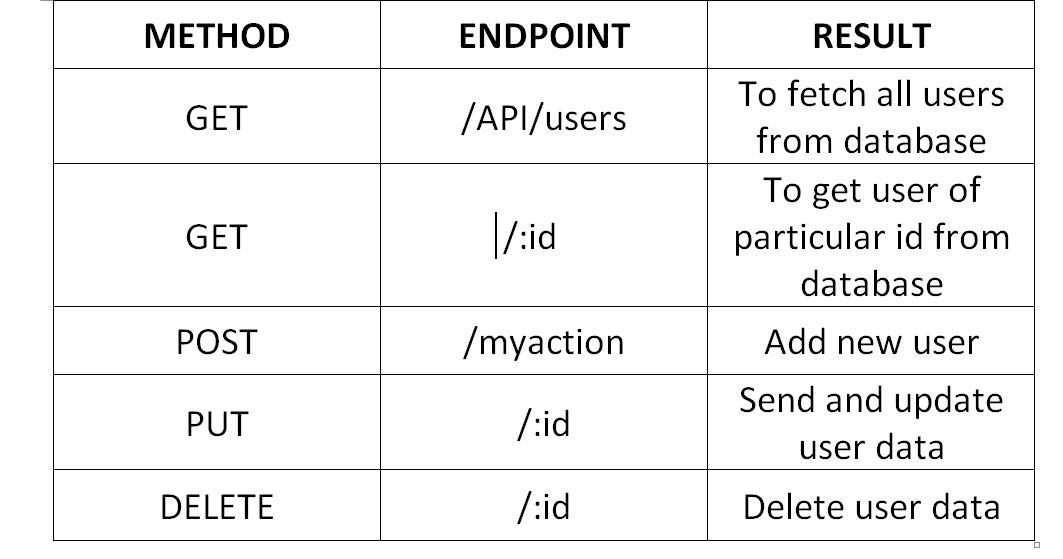 METHOD ENDPOINT RESULT
GET /API/users To fetch all users
from database
GET /:id To get user of
particular id from
database
POST /myaction Add new user
PUT /:id Send and update
user data
DELETE /:id Delete user data